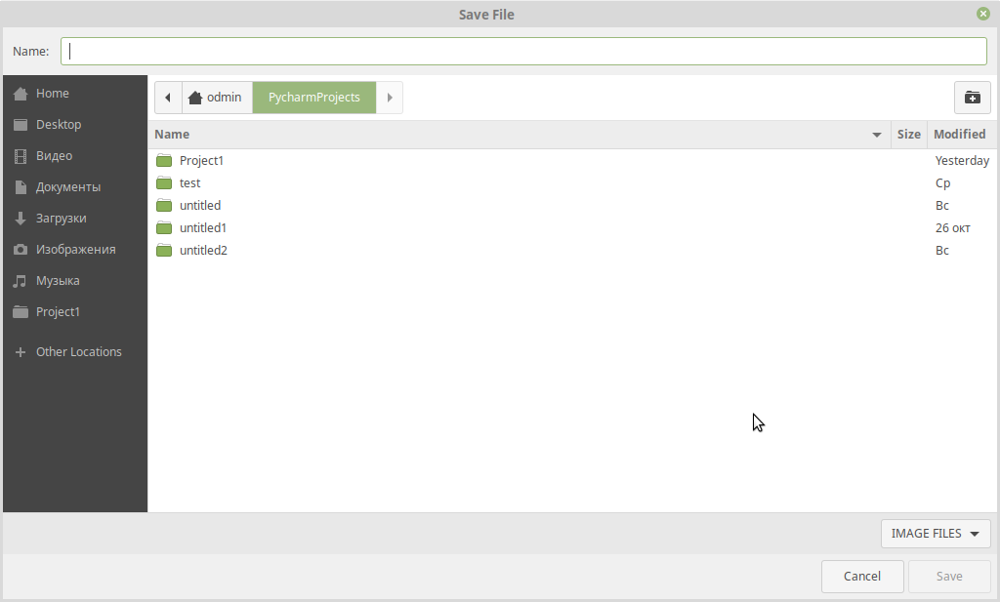 Save File
Name:
Home
Desktop
Видео
Документы
Загрузки
Изображения
Музыка
Project1
Other Locations
odmin PycharmProjects
Name Size Modified
Project1 Yesterday
test Ср
untitled Вс
untitled1 26 окт
untitled2 Вс
IMAGE FILES
Cancel Save